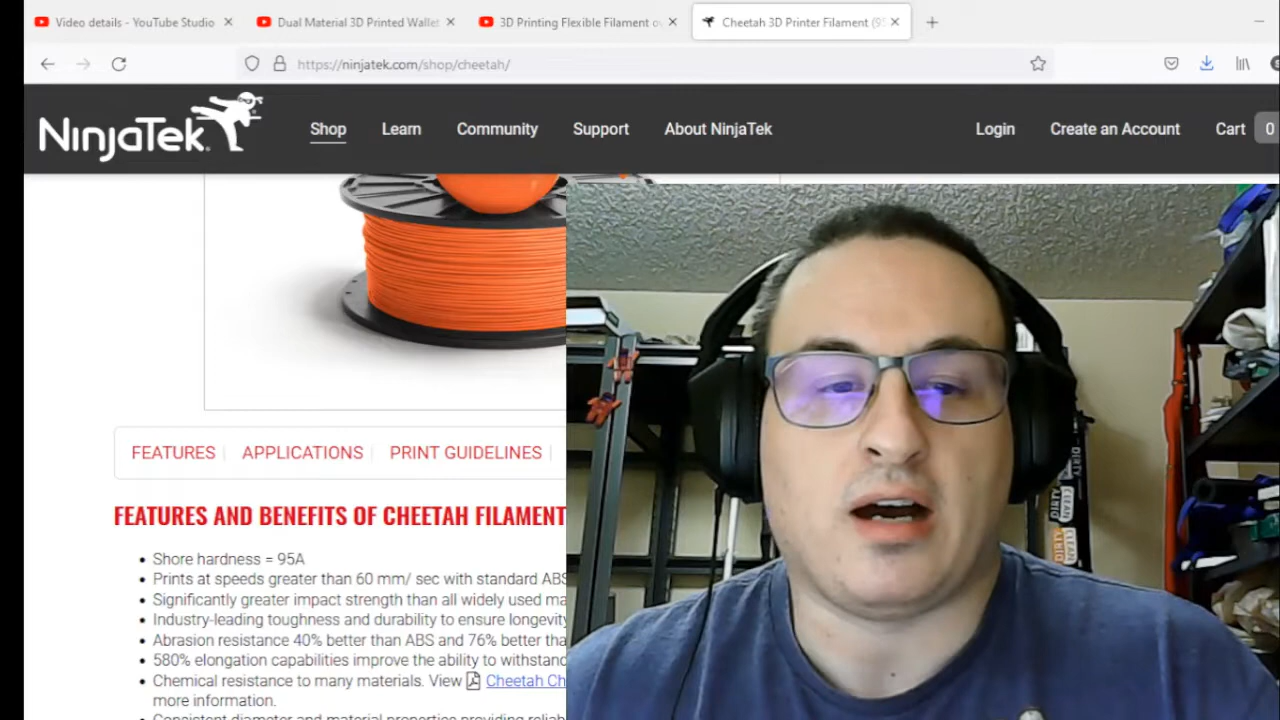 Video details - YouTube Studio
Dual Material 3D Printed Wallet
3D Printing Flexible Filament o
Cheetah 3D Printer Filament (95
https://ninjatek.com/shop/cheetah/
NINJATEK
Shop
Learn
Community
Support
About NinjaTek
Login
Create an Account
Cart
0
FEATURES
APPLICATIONS
PRINT GUIDELINES
FEATURES AND BENEFITS OF CHEETAH FILAMENT
Shore hardness = 95A
Prints at speeds greater than 60 mm/ sec with standard ABS
Significantly greater impact strength than all widely used ma
Industry-leading toughness and durability to ensure longevity
Abrasion resistance 40% better than ABS and 76% better tha
580% elongation capabilities improve the ability to withstand
Chemical resistance to many materials. View Cheetah Ch
more information.
Consistent diameter and material properties providing reliab
DIRTY
CLEAN
CLEAN